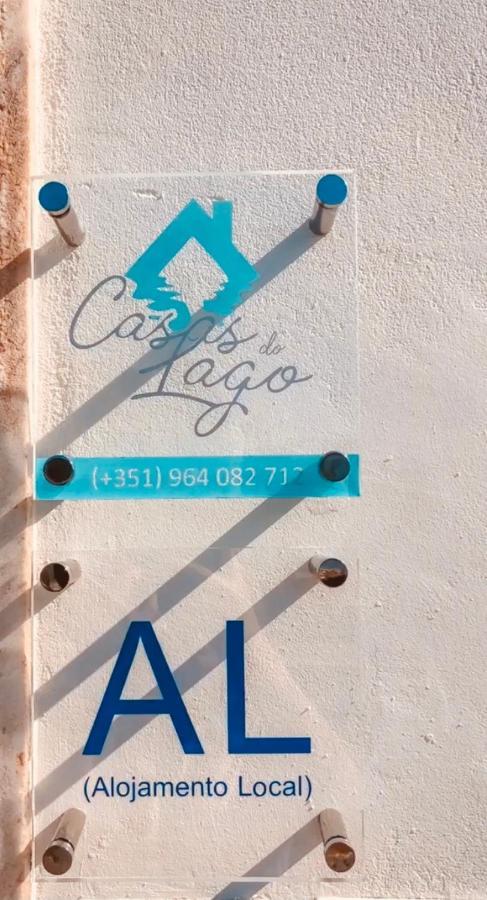 Casas do
Lago
(+351) 964 082 712
AL
(Alojamento Local)